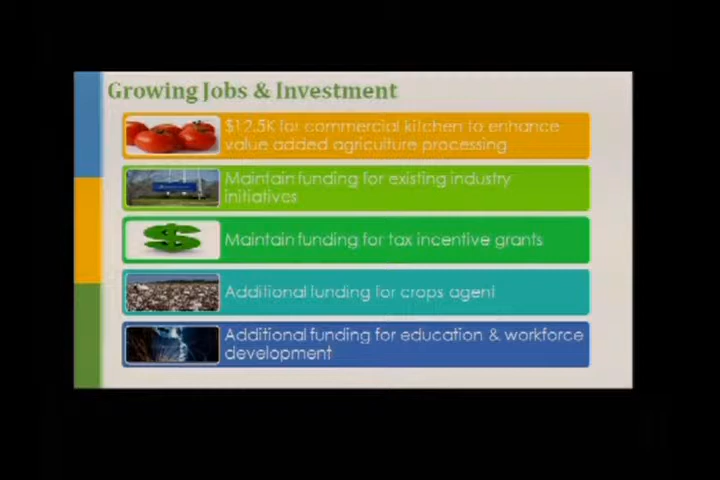 Growing Jobs & Investment
$12.5K for commercial kitchen to enhance
value added agriculture processing
Maintain funding for existing industry
initiatives
Maintain funding for tax incentive grants
Additional funding for crops agent
Additional funding for education & workforce
development